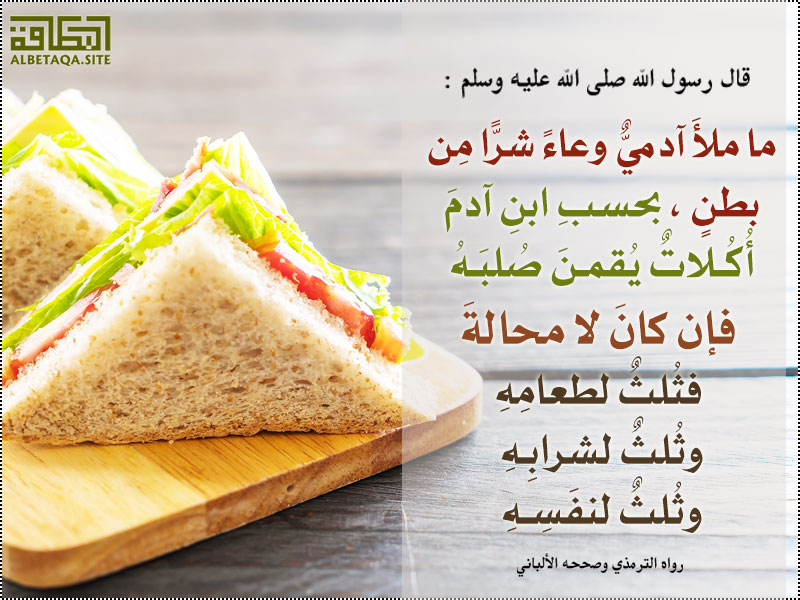 البطاقة
ALBETAQA.SITE
قال رسول الله صلى الله عليه وسلم :
ما ملأَ آدميٌّ وعاءً شرًّا مِن
بطنٍ ، بحسبِ ابنِ آدمَ
أُكُلاتٌ يُقمنَ صُلبَهُ
فإن كانَ لا محالةَ
فثُلثٌ لطعامِهِ
وثُلثٌ لشرابِهِ
وثُلثٌ لنفَسِهِ
رواه الترمذي وصححه الألباني